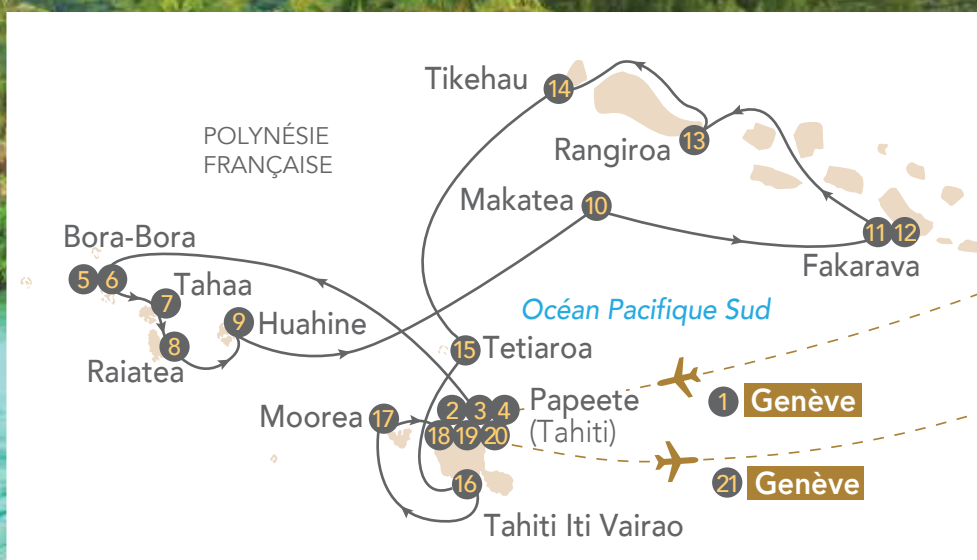 Tikehau
14
POLYNÉSIE
FRANÇAISE
Rangiroa
13
Makatea
10
Bora-Bora
11 12
Fakarava
5 6
Tahaa
7
9 Huahine
Océan Pacifique Sud
8
Raiatea
15 Tetiaroa
1 Genève
Moorea 17
2 3 4 Papeete
18 19 20 (Tahiti)
21 Genève
16
Tahiti Iti Vairao